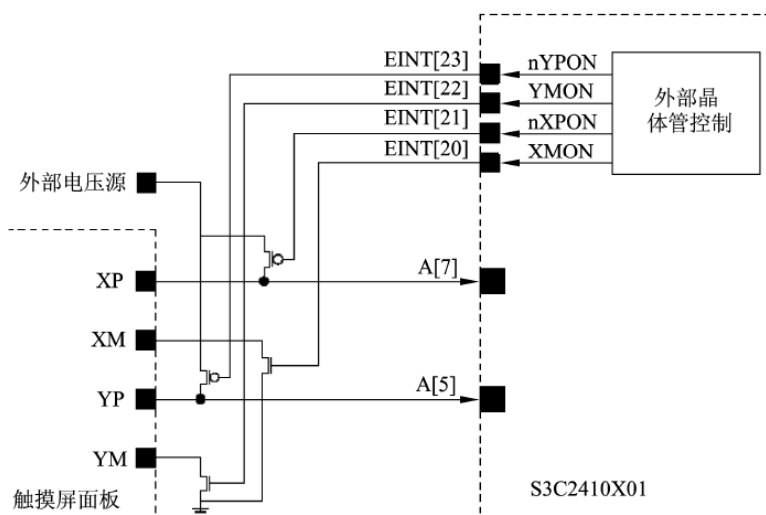 EINT[23]
nYPON
EINT[22]
YMON
EINT[21]
nXPON
EINT[20]
XMON
外部晶
体管控制
外部电压源
XP
A[7]
XM
YP
A[5]
YM
触摸屏面板
S3C2410X01